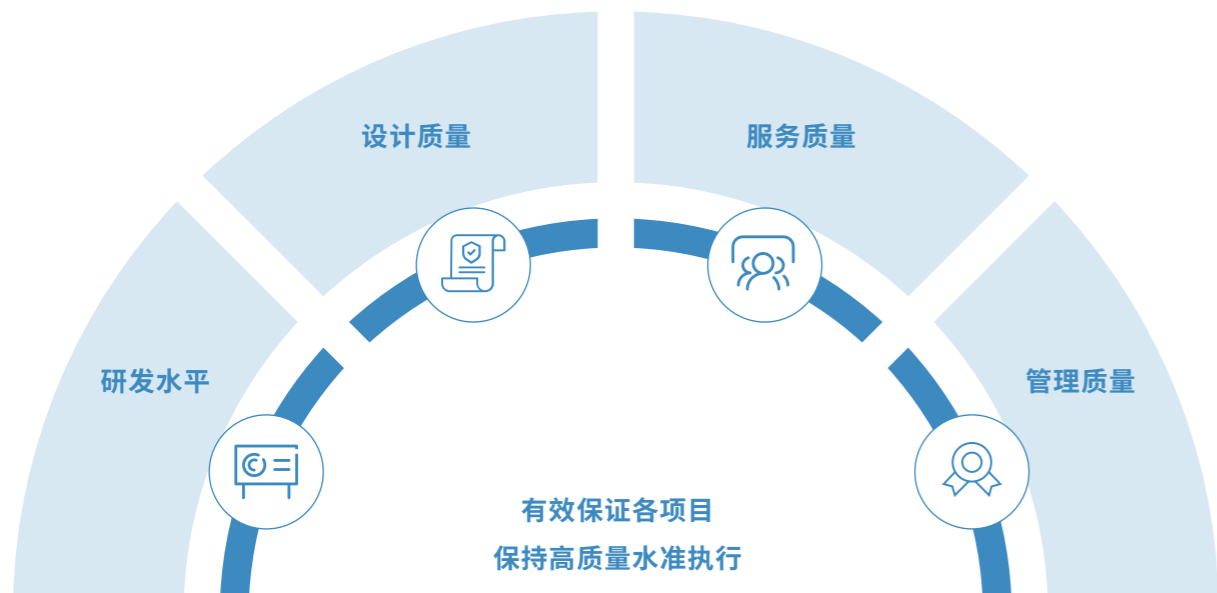 设计质量
服务质量
研发水平
管理质量
有效保证各项目
保持高质量水准执行